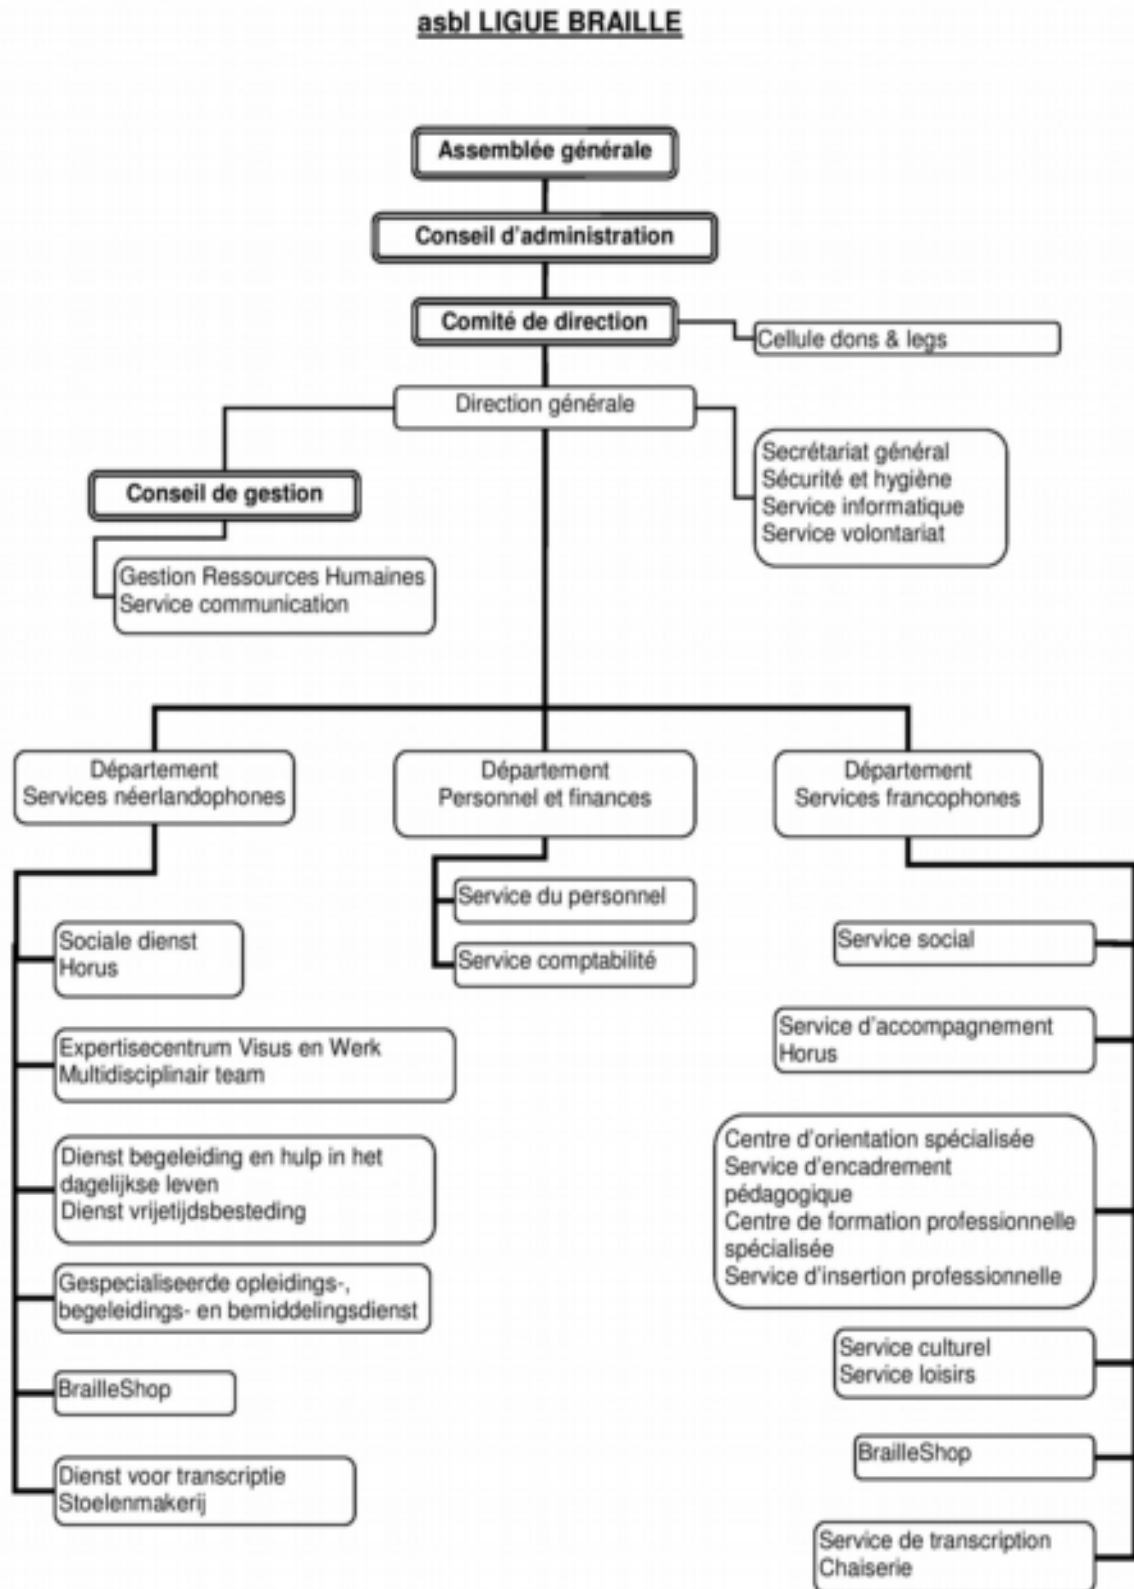 asbl LIGUE BRAILLE
Assemblée générale
Conseil d'administration
Comité de direction
Cellule dons & legs
Direction générale
Secrétariat général
Sécurité et hygiène
Service informatique
Service volontariat
Conseil de gestion
Gestion Ressources Humaines
Service communication
Département
Services néerlandophones
Département
Personnel et finances
Département
Services francophones
Sociale dienst
Horus
Expertisecentrum Visus en Werk
Multidisciplinair team
Dienst begeleiding en hulp in het
dagelijkse leven
Dienst vrijetijdsbesteding
Gespecialiseerde opleidings-,
begeleidings- en bemiddelingsdienst
BrailleShop
Dienst voor transcriptie
Stoelenmakerij
Service du personnel
Service comptabilité
Service social
Service d'accompagnement
Horus
Centre d'orientation spécialisée
Service d'encadrement
pédagogique
Centre de formation professionnelle
spécialisée
Service d'insertion professionnelle
Service culturel
Service loisirs
BrailleShop
Service de transcription
Chaiserie